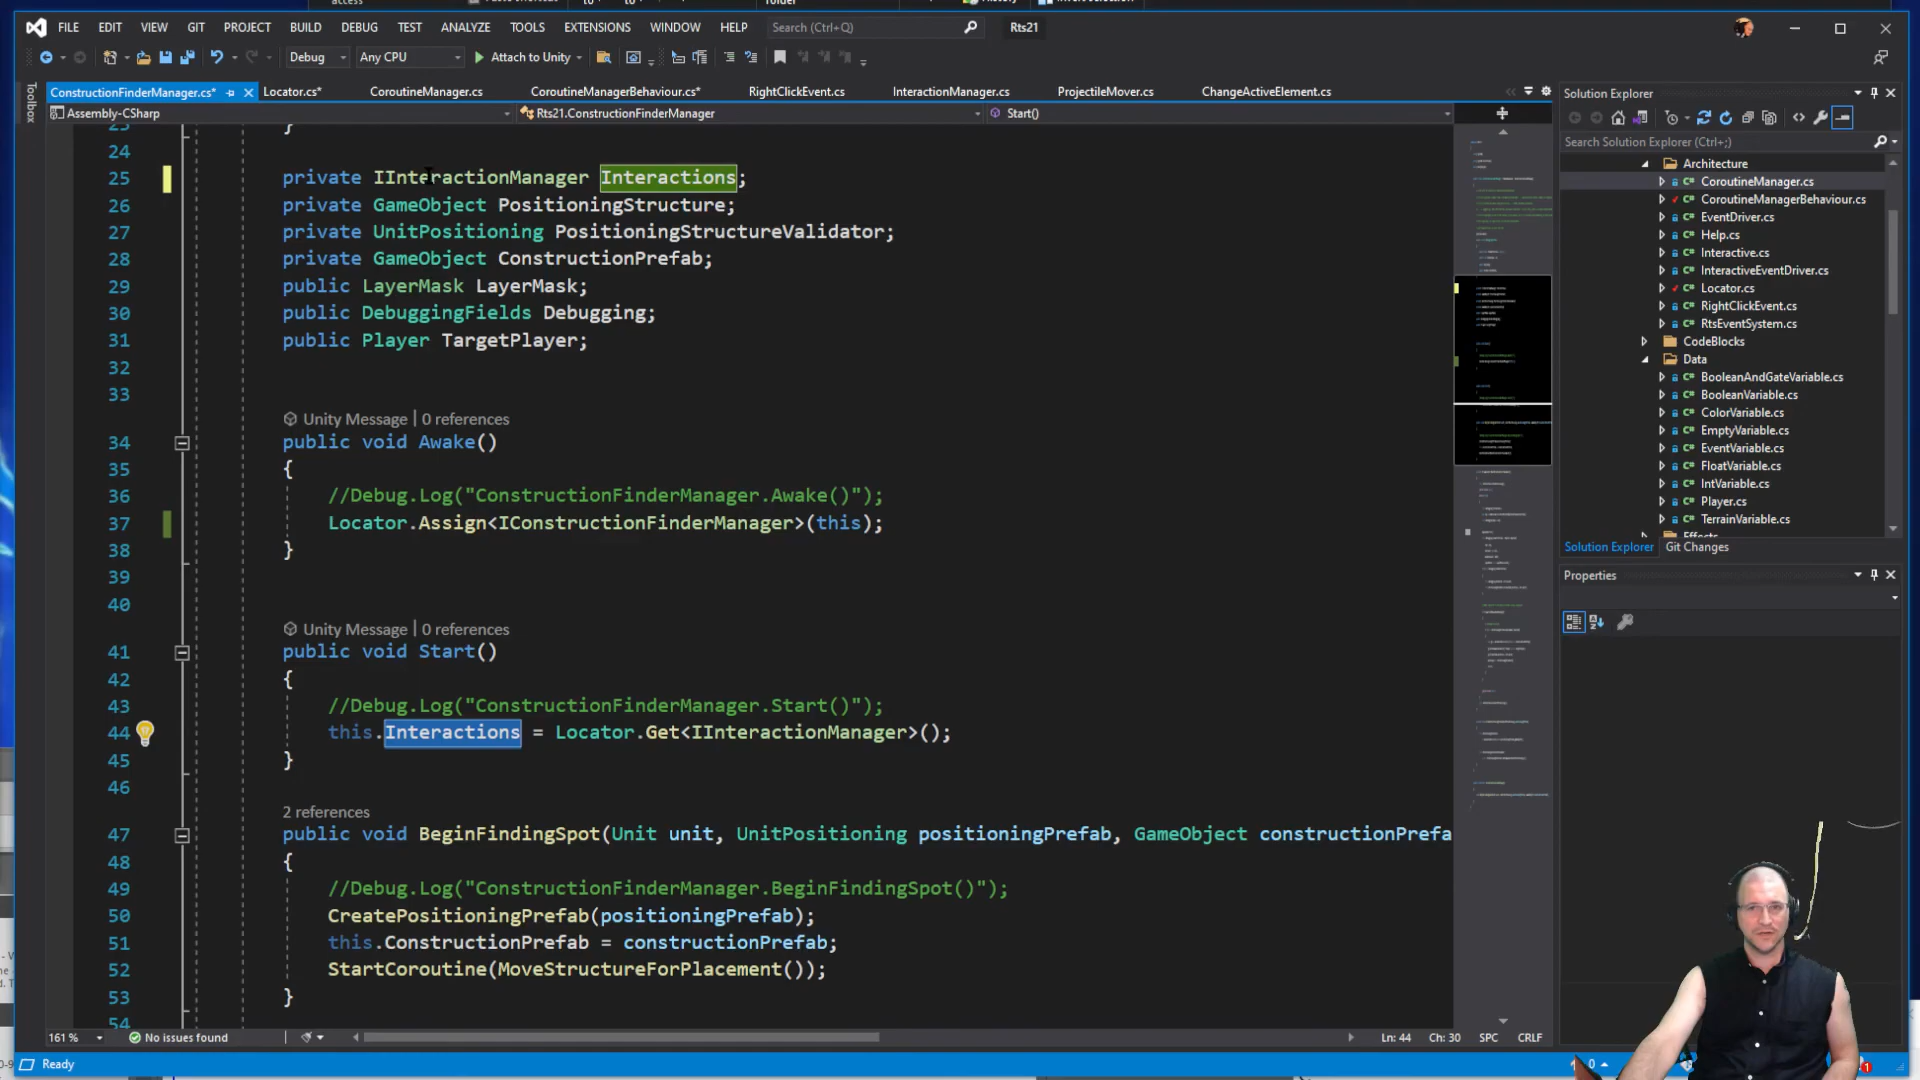 access
folder
FILE EDIT VIEW GIT PROJECT BUILD DEBUG TEST ANALYZE TOOLS EXTENSIONS WINDOW HELP Search (Ctrl+Q) Rts21
Debug Any CPU Attach to Unity
Toolbox
ConstructionFinderManager.cs* Locator.cs* CoroutineManager.cs CoroutineManagerBehaviour.cs* RightClickEvent.cs InteractionManager.cs ProjectileMover.cs ChangeActiveElement.cs
Assembly-CSharp Rts21.ConstructionFinderManager Start()
23 }
24
25 private IInteractionManager Interactions;
26 private GameObject PositioningStructure;
27 private UnitPositioning PositioningStructureValidator;
28 private GameObject ConstructionPrefab;
29 public LayerMask LayerMask;
30 public DebuggingFields Debugging;
31 public Player TargetPlayer;
32
33
Unity Message | 0 references
34 public void Awake()
35 {
36 //Debug.Log("ConstructionFinderManager.Awake()");
37 Locator.Assign<IConstructionFinderManager>(this);
38 }
39
40
Unity Message | 0 references
41 public void Start()
42 {
43 //Debug.Log("ConstructionFinderManager.Start()");
44 this.Interactions = Locator.Get<IInteractionManager>();
45 }
46
2 references
47 public void BeginFindingSpot(Unit unit, UnitPositioning positioningPrefab, GameObject constructionPrefa
48 {
49 //Debug.Log("ConstructionFinderManager.BeginFindingSpot()");
50 CreatePositioningPrefab(positioningPrefab);
51 this.ConstructionPrefab = constructionPrefab;
52 StartCoroutine(MoveStructureForPlacement());
53 }
54
161 % No issues found Ln: 44 Ch: 30 SPC CRLF
Ready
Solution Explorer
Search Solution Explorer (Ctrl+;)
Architecture
CoroutineManager.cs
CoroutineManagerBehaviour.cs
EventDriver.cs
Help.cs
Interactive.cs
InteractiveEventDriver.cs
Locator.cs
RightClickEvent.cs
RtsEventSystem.cs
CodeBlocks
Data
BooleanAndGateVariable.cs
BooleanVariable.cs
ColorVariable.cs
EmptyVariable.cs
EventVariable.cs
FloatVariable.cs
IntVariable.cs
Player.cs
TerrainVariable.cs
Effects
Solution Explorer Git Changes
Properties
0
1